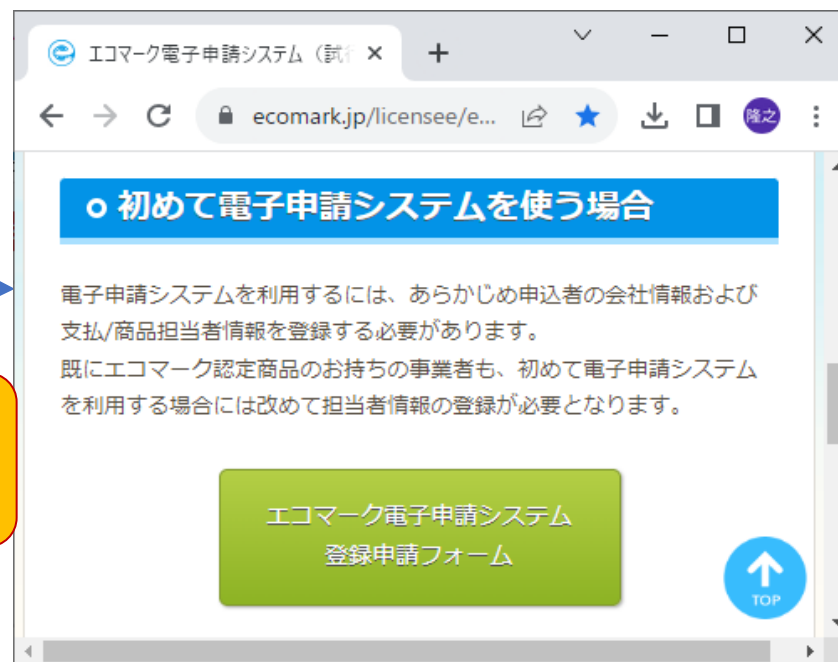 エコマーク電子申請システム（試行
ecomark.jp/licensee/e...
隆之
初めて電子申請システムを使う場合
電子申請システムを利用するには、あらかじめ申込者の会社情報および
支払/商品担当者情報を登録する必要があります。
既にエコマーク認定商品のお持ちの事業者も、初めて電子申請システム
を利用する場合には改めて担当者情報の登録が必要となります。
エコマーク電子申請システム
登録申請フォーム
TOP